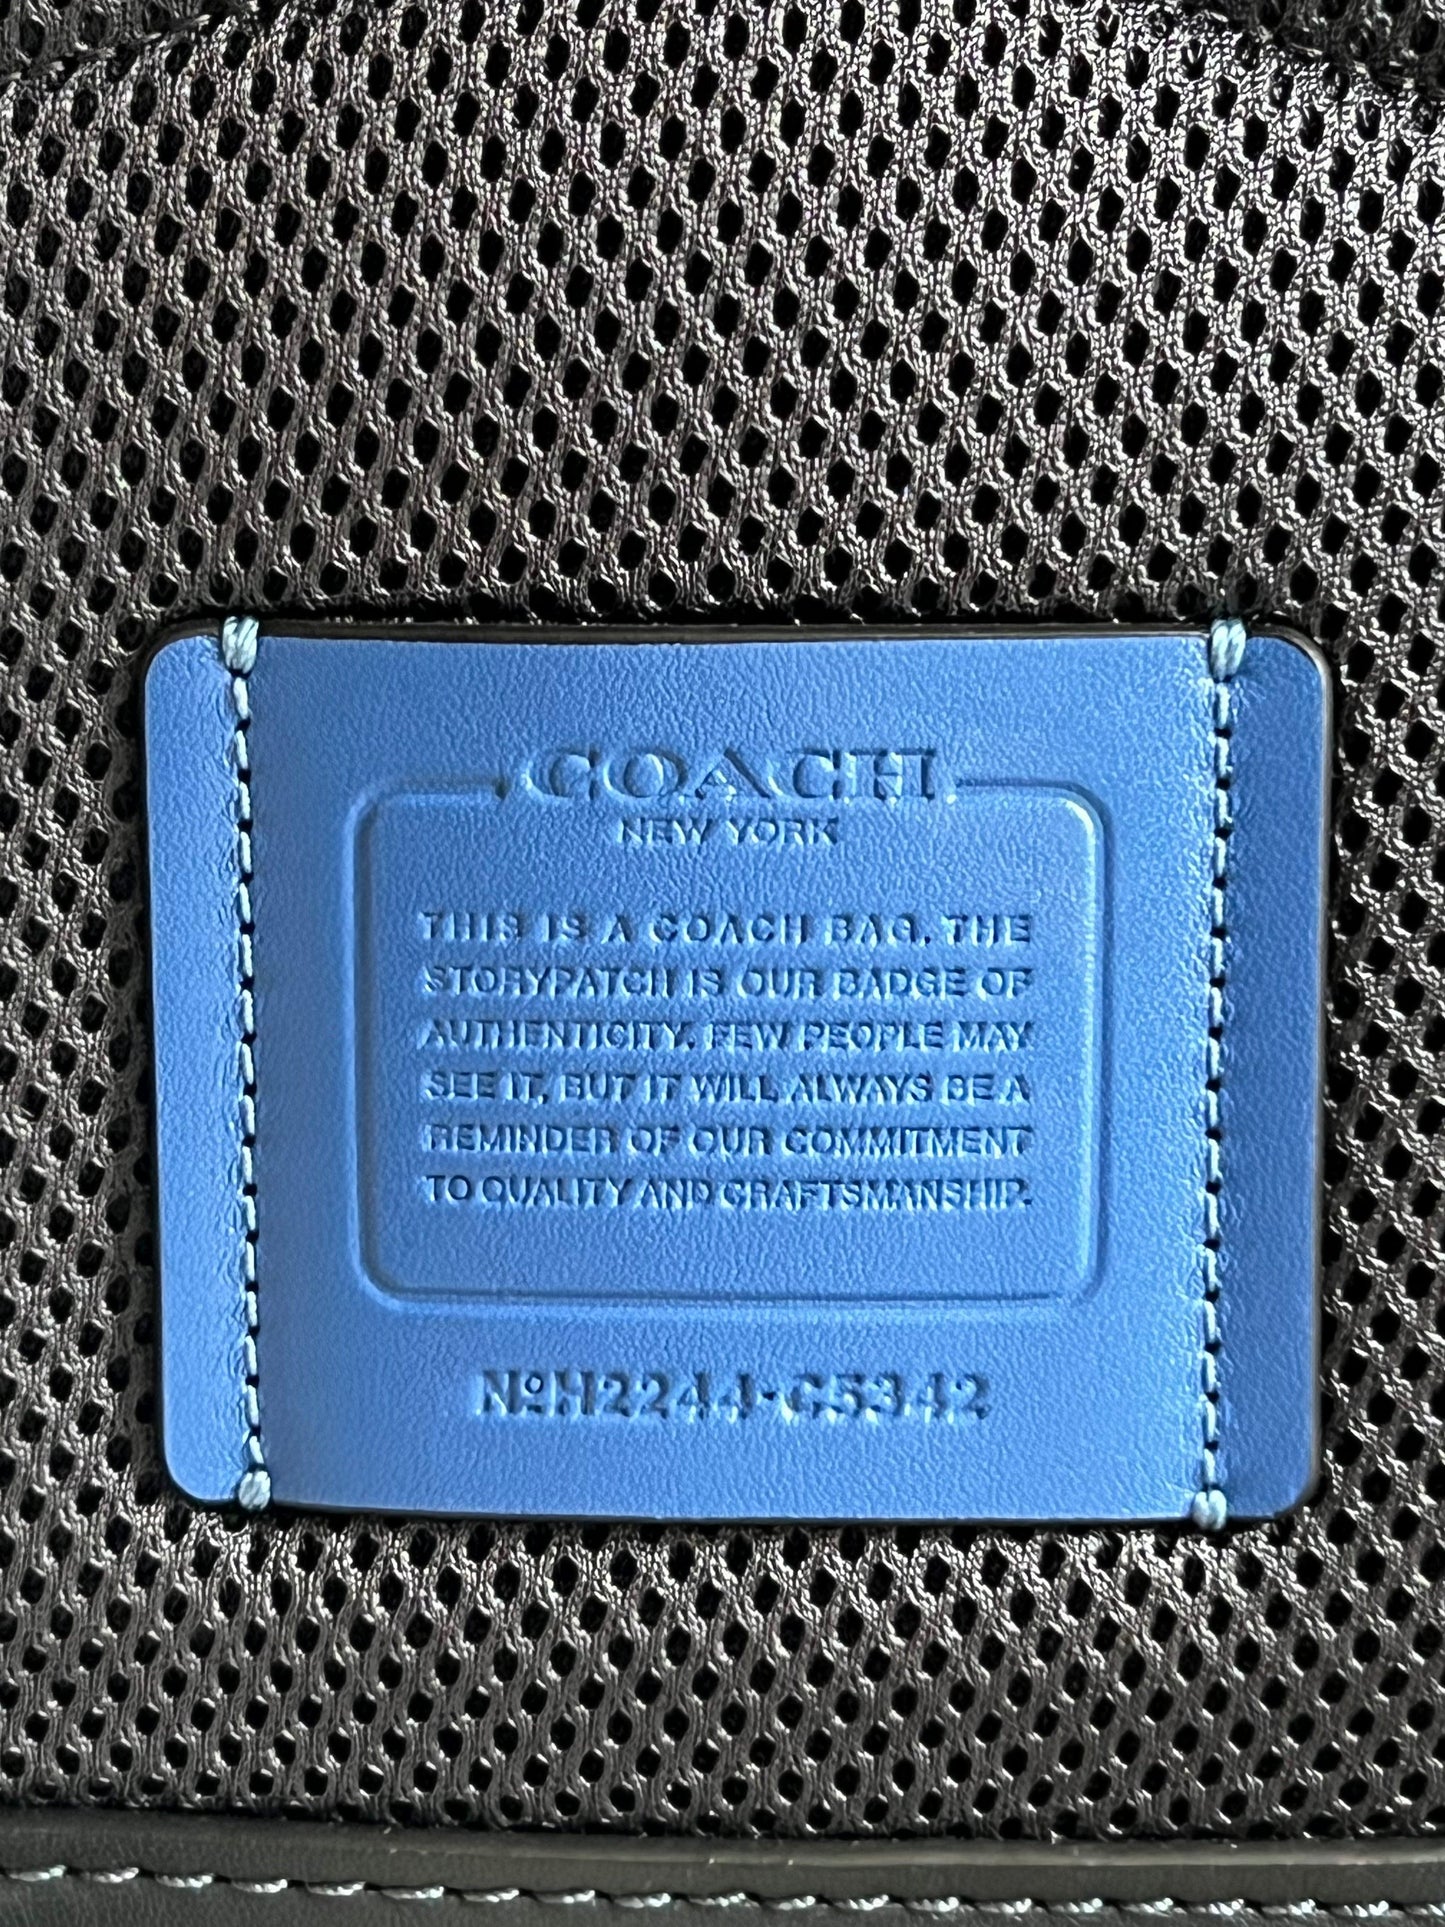 COACH
NEW YORK
THIS IS A COACH BAG. THE
STORYPATCH IS OUR BADGE OF
AUTHENTICITY. FEW PEOPLE MAY
SEE IT, BUT IT WILL ALWAYS BE A
REMINDER OF OUR COMMITMENT
TO QUALITY AND CRAFTSMANSHIP.
NºH2244-C5342